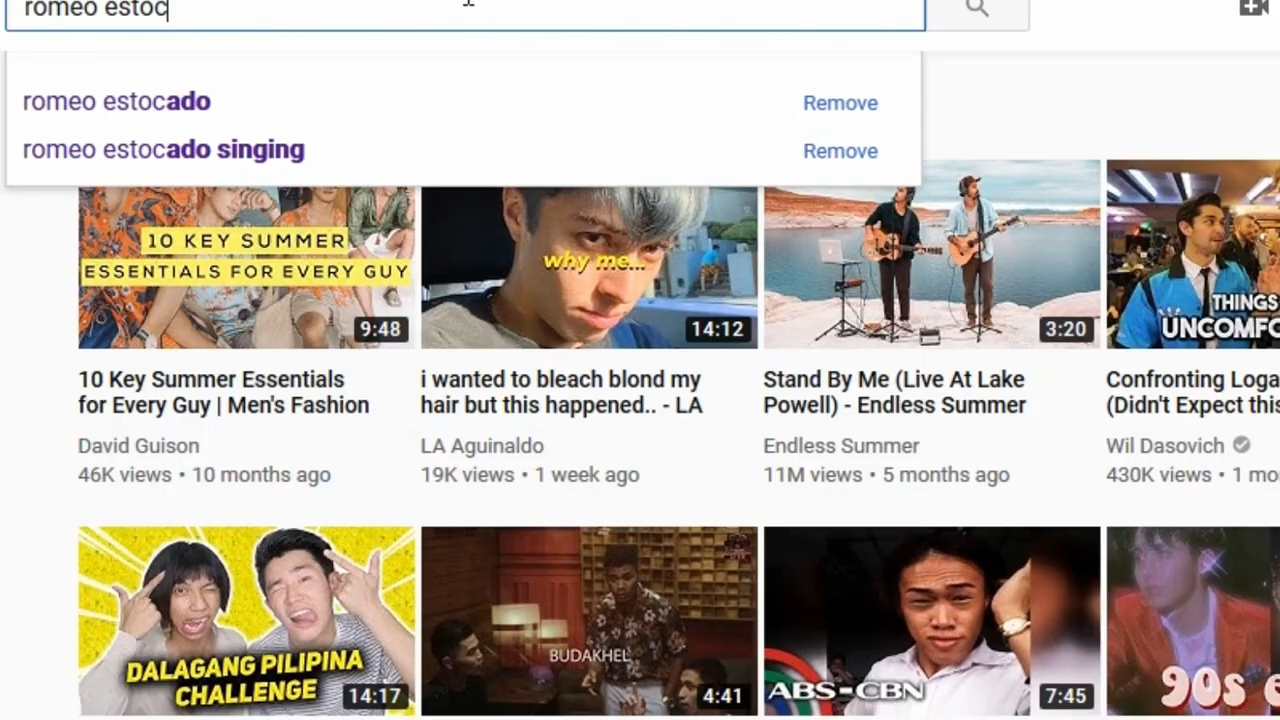 romeo estoc
romeo estocado Remove
romeo estocado singing Remove
10 KEY SUMMER
ESSENTIALS FOR EVERY GUY
9:48
why me...
14:12
3:20
THINGS
UNCOMFO
10 Key Summer Essentials
for Every Guy | Men's Fashion
David Guison
46K views • 10 months ago
i wanted to bleach blond my
hair but this happened.. - LA
LA Aguinaldo
19K views • 1 week ago
Stand By Me (Live At Lake
Powell) - Endless Summer
Endless Summer
11M views • 5 months ago
Confronting Loga
(Didn't Expect this
Wil Dasovich
430K views • 1 mo
DALAGANG PILIPINA
CHALLENGE
14:17
BUDAKHEL
4:41
ABS-CBN
7:45
90s